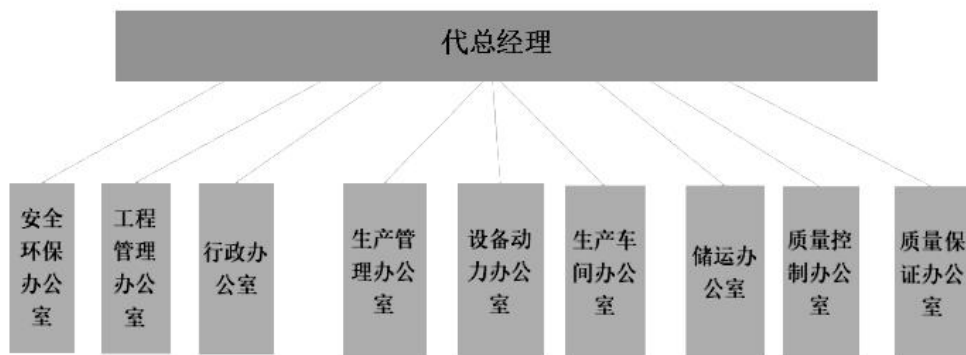 代总经理
安全
环保
办公
室
工程
管理
办公
室
行政办
公室
生产管
理办公
室
设备动
力办公
室
生产车
间办公
室
储运办
公室
质量控
制办公
室
质量保
证办公
室